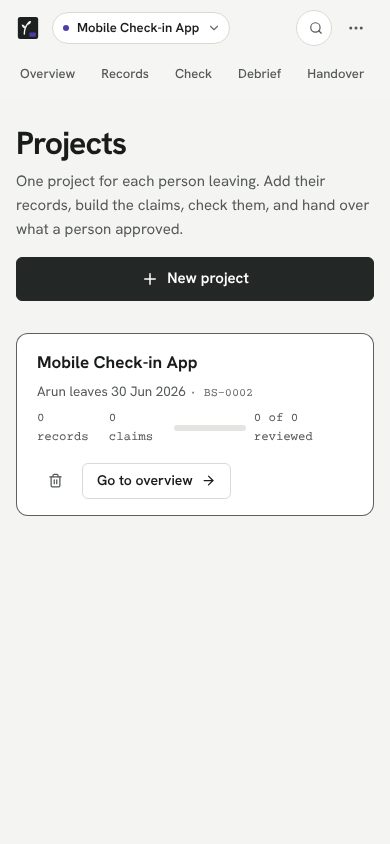 Mobile Check-in App
Overview Records Check Debrief Handover
Projects
One project for each person leaving. Add their
records, build the claims, check them, and hand over
what a person approved.
New project
Mobile Check-in App
Arun leaves 30 Jun 2026 · BS-0002
0 records
0 claims
0 of 0 reviewed
Go to overview